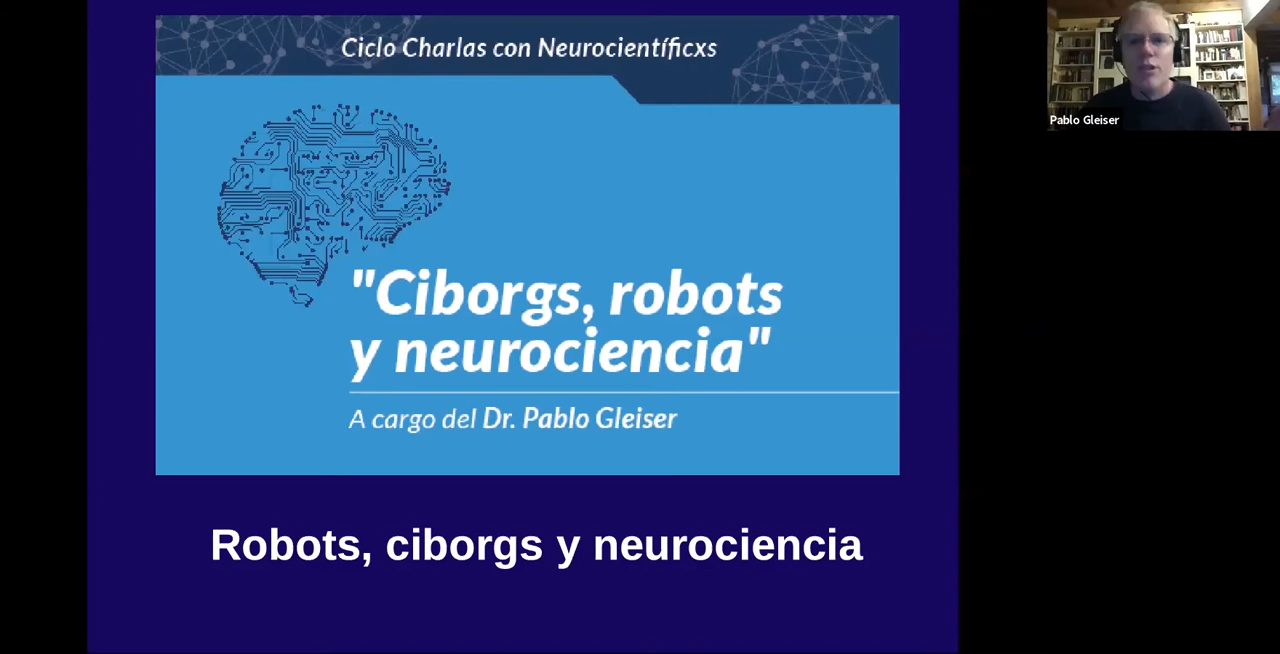 Ciclo Charlas con Neurocientíficxs
"Ciborgs, robots
y neurociencia"
A cargo del Dr. Pablo Gleiser
Robots, ciborgs y neurociencia
Pablo Gleiser